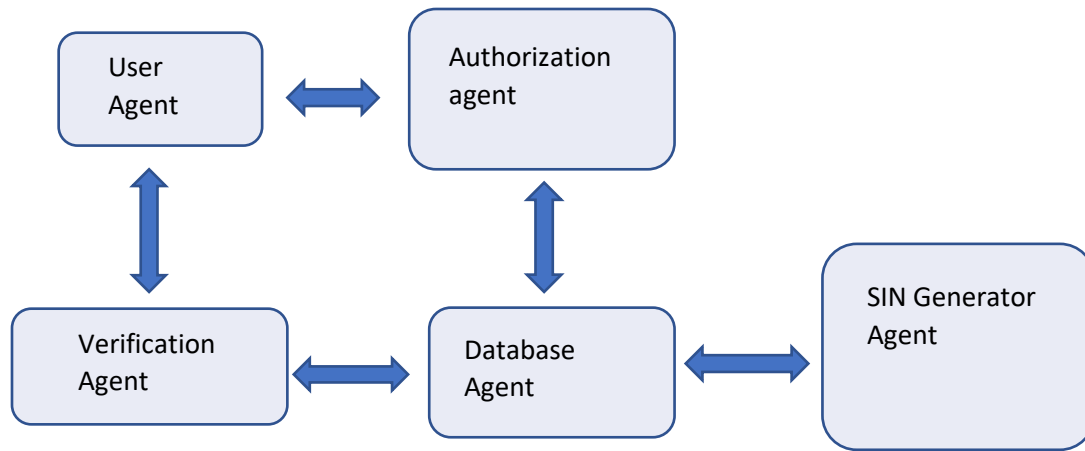 User
Agent
Authorization
agent
Verification
Agent
Database
Agent
SIN Generator
Agent